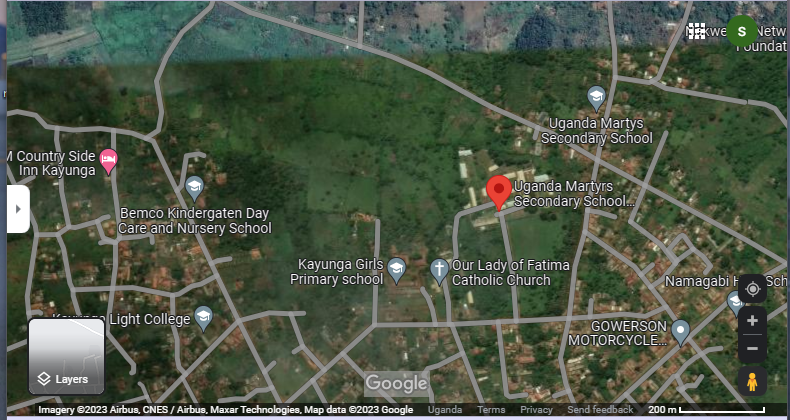 Netw
Foundat
S
Uganda Martys
Secondary School
M Country Side
Inn Kayunga
Uganda Martyrs
Secondary School...
Bemco Kindergaten Day
Care and Nursery School
Kayunga Girls
Primary school
Our Lady of Fatima
Catholic Church
Namagabi H Sch
Kayunga Light College
GOWERSON
MOTORCYCLE...
Layers
Google
Imagery ©2023 Airbus, CNES / Airbus, Maxar Technologies, Map data ©2023 Google Uganda Terms Privacy Send feedback 200 m